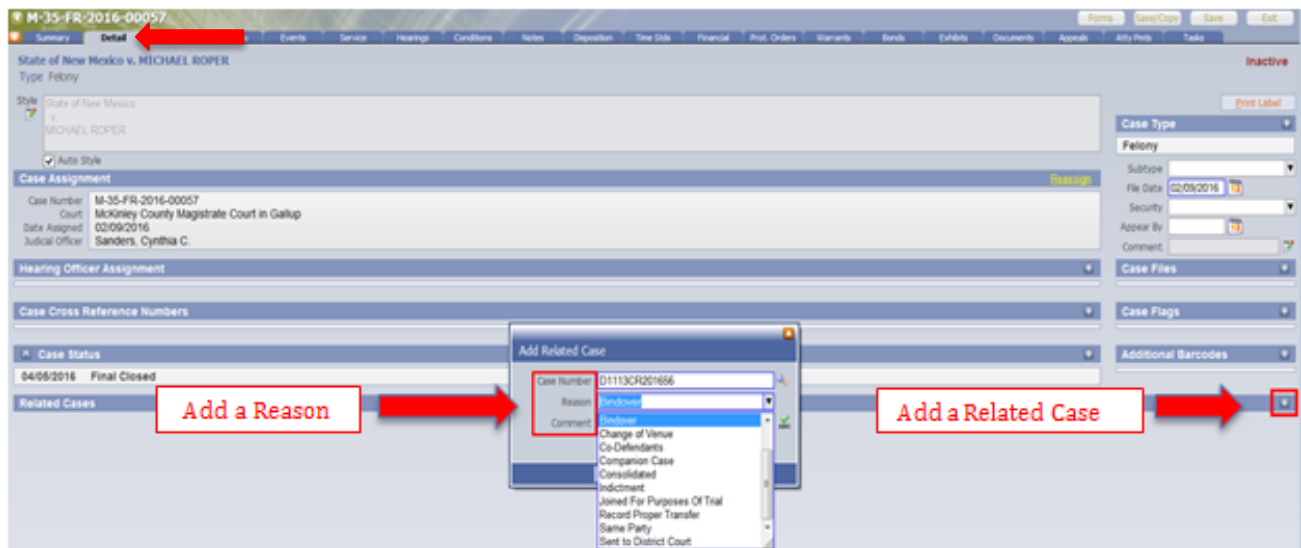 M-35-FR-2016-00057
Forms Save/Copy Save Exit
Summary Detail Events Service Hearings Conditions Notes Disposition Time Stds Financial Prot. Orders Warrants Bonds Exhibits Documents Appeals Atty Pmts Tasks
State of New Mexico v. MICHAEL ROPER
Inactive
Type Felony
Style State of New Mexico
v.
MICHAEL ROPER
Auto Style
Print Label
Case Type
Felony
Subtype
File Date 02/09/2016
Security
Appear By
Comment
Case Assignment Reassign
Case Number M-35-FR-2016-00057
Court McKinley County Magistrate Court in Gallup
Date Assigned 02/09/2016
Judicial Officer Sanders, Cynthia C.
Hearing Officer Assignment
Case Files
Case Cross Reference Numbers
Case Flags
Case Status
Additional Barcodes
04/05/2016 Final Closed
Related Cases
Add a Reason
Add Related Case
Case Number D1113CR201656
Reason Bindover
Comment
Bindover
Change of Venue
Co-Defendants
Companion Case
Consolidated
Indictment
Joined For Purposes Of Trial
Record Proper Transfer
Same Party
Sent to District Court
Add a Related Case